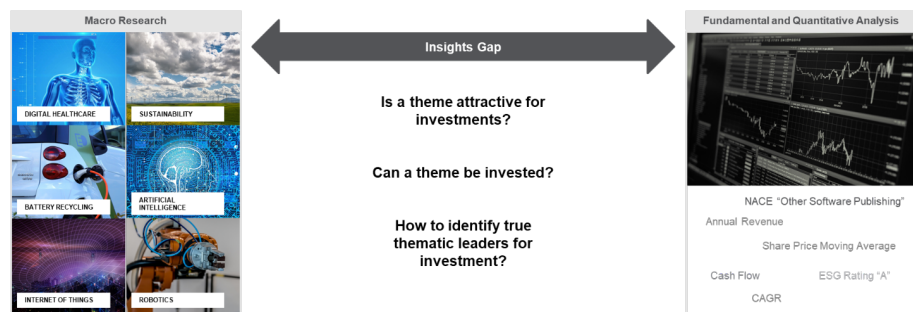 Macro Research
DIGITAL HEALTHCARE
SUSTAINABILITY
BATTERY RECYCLING
ARTIFICIAL
INTELLIGENCE
INTERNET OF THINGS
ROBOTICS
Insights Gap
Is a theme attractive for
investments?
Can a theme be invested?
How to identify true
thematic leaders for
investment?
Fundamental and Quantitative Analysis
NACE “Other Software Publishing”
Annual Revenue
Share Price Moving Average
Cash Flow
ESG Rating “A”
CAGR